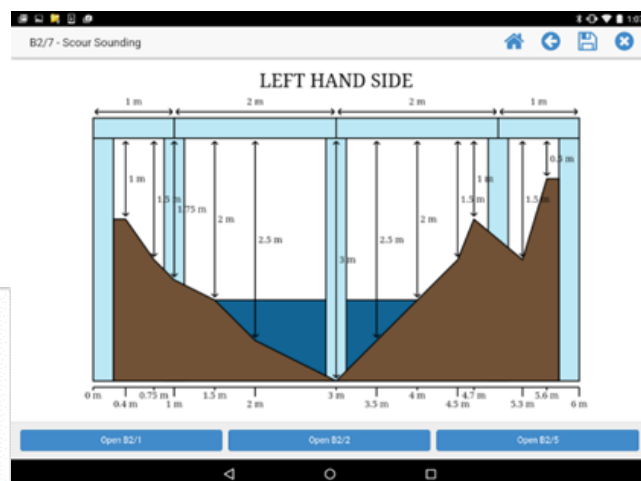 1:07
B2/7 - Scour Sounding
LEFT HAND SIDE
1 m 2 m 2 m 1 m
0.5 m
1 m 1 m
1.5 m 1.5 m 1.5 m
1.75 m
2 m 2 m
2.5 m 2.5 m
3 m
0 m 0.75 m 1.5 m 3 m 4 m 4.7 m 5.6 m
0.4 m 1 m 2 m 3.5 m 4.5 m 5.3 m 6 m
Open B2/1 Open B2/2 Open B2/5